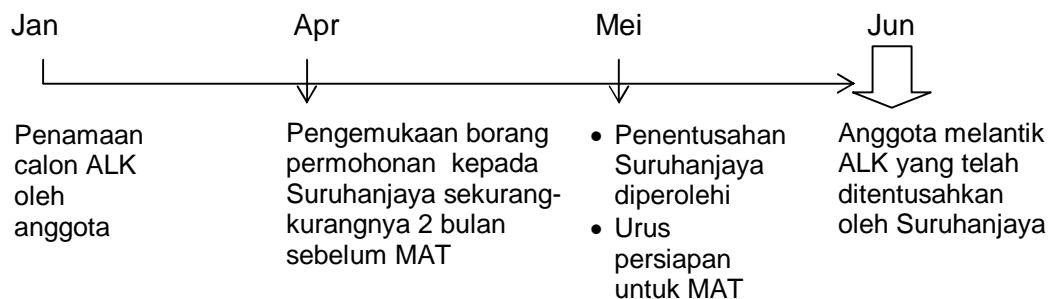 Jan
Apr
Mei
Jun
Penamaan
calon ALK
oleh
anggota
Pengemukaan borang
permohonan kepada
Suruhanjaya sekurang-
kurangnya 2 bulan
sebelum MAT
• Penentusahan
Suruhanjaya
diperolehi
• Urus
persiapan
untuk MAT
Anggota melantik
ALK yang telah
ditentusahkan
oleh Suruhanjaya